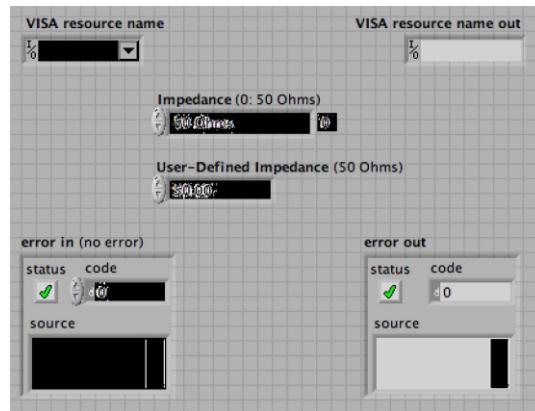 VISA resource name
VISA resource name out
I/O
I/O
Impedance (0: 50 Ohms)
50 Ohms
0
User-Defined Impedance (50 Ohms)
50.00
error in (no error)
error out
status code
status code
d 0
d 0
source
source